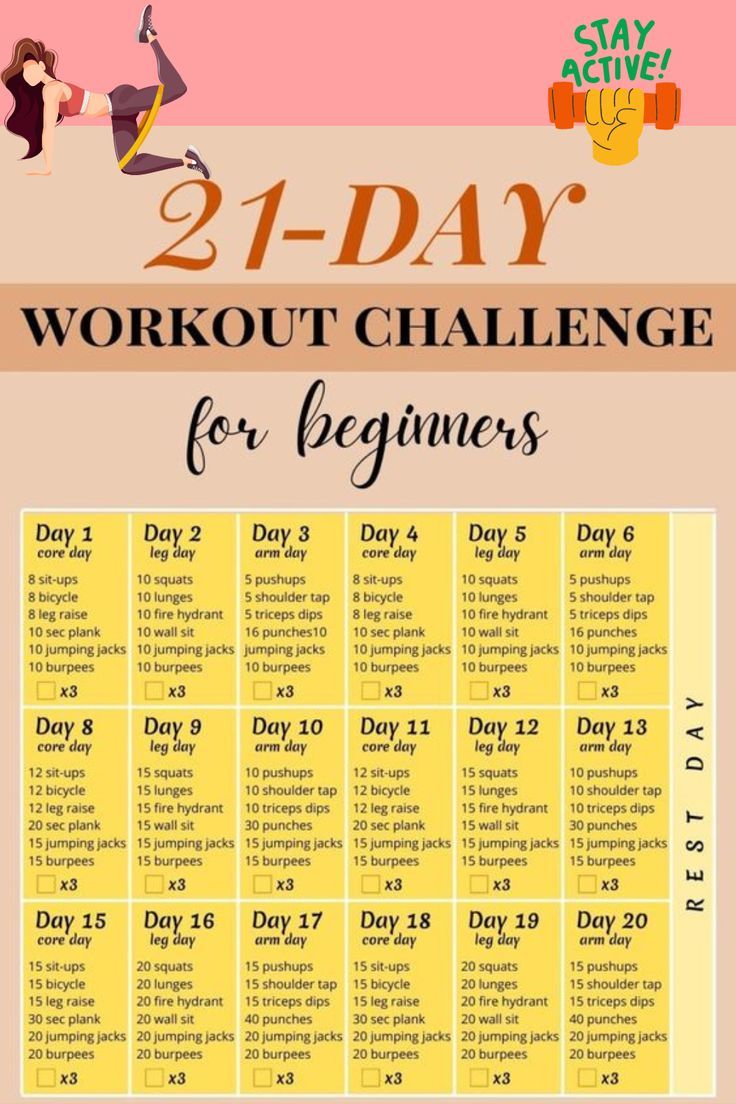 STAY
ACTIVE!
21-DAY
WORKOUT CHALLENGE
for beginners
Day 1
core day
8 sit-ups
8 bicycle
8 leg raise
10 sec plank
10 jumping jacks
10 burpees
x3
Day 2
leg day
10 squats
10 lunges
10 fire hydrant
10 wall sit
10 jumping jacks
10 burpees
x3
Day 3
arm day
5 pushups
5 shoulder tap
5 triceps dips
16 punches10
jumping jacks
10 burpees
x3
Day 4
core day
8 sit-ups
8 bicycle
8 leg raise
10 sec plank
10 jumping jacks
10 burpees
x3
Day 5
leg day
10 squats
10 lunges
10 fire hydrant
10 wall sit
10 jumping jacks
10 burpees
x3
Day 6
arm day
5 pushups
5 shoulder tap
5 triceps dips
16 punches
10 jumping jacks
10 burpees
x3
Day 8
core day
12 sit-ups
12 bicycle
12 leg raise
20 sec plank
15 jumping jacks
15 burpees
x3
Day 9
leg day
15 squats
15 lunges
15 fire hydrant
15 wall sit
15 jumping jacks
15 burpees
x3
Day 10
arm day
10 pushups
10 shoulder tap
10 triceps dips
30 punches
15 jumping jacks
15 burpees
x3
Day 11
core day
12 sit-ups
12 bicycle
12 leg raise
20 sec plank
15 jumping jacks
15 burpees
x3
Day 12
leg day
15 squats
15 lunges
15 fire hydrant
15 wall sit
15 jumping jacks
15 burpees
x3
Day 13
arm day
10 pushups
10 shoulder tap
10 triceps dips
30 punches
15 jumping jacks
15 burpees
x3
Day 15
core day
15 sit-ups
15 bicycle
15 leg raise
30 sec plank
20 jumping jacks
20 burpees
x3
Day 16
leg day
20 squats
20 lunges
20 fire hydrant
20 wall sit
20 jumping jacks
20 burpees
x3
Day 17
arm day
15 pushups
15 shoulder tap
15 triceps dips
40 punches
20 jumping jacks
20 burpees
x3
Day 18
core day
15 sit-ups
15 bicycle
15 leg raise
30 sec plank
20 jumping jacks
20 burpees
x3
Day 19
leg day
20 squats
20 lunges
20 fire hydrant
20 wall sit
20 jumping jacks
20 burpees
x3
Day 20
arm day
15 pushups
15 shoulder tap
15 triceps dips
40 punches
20 jumping jacks
20 burpees
x3
REST DAY